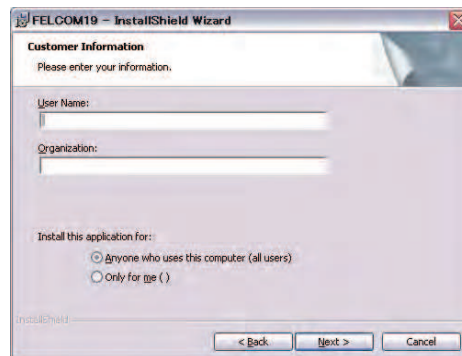 FELCOM19 - InstallShield Wizard
Customer Information
Please enter your information.
User Name:
Organization:
Install this application for:
Anyone who uses this computer (all users)
Only for me ( )
InstallShield
< Back
Next >
Cancel